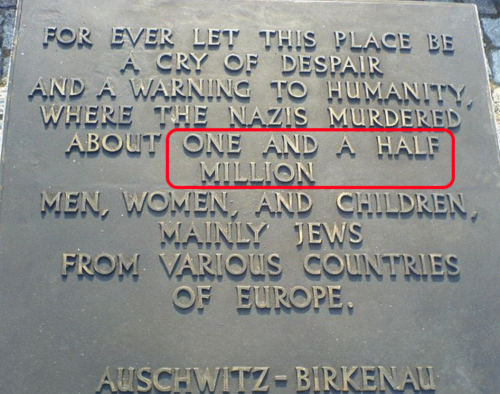 FOR EVER LET THIS PLACE BE
A CRY OF DESPAIR
AND A WARNING TO HUMANITY,
WHERE THE NAZIS MURDERED
ABOUT ONE AND A HALF
MILLION
MEN, WOMEN, AND CHILDREN,
MAINLY JEWS
FROM VARIOUS COUNTRIES
OF EUROPE.
AUSCHWITZ-BIRKENAU